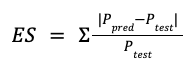 ES = Σ |P_pred − P_test| / P_test